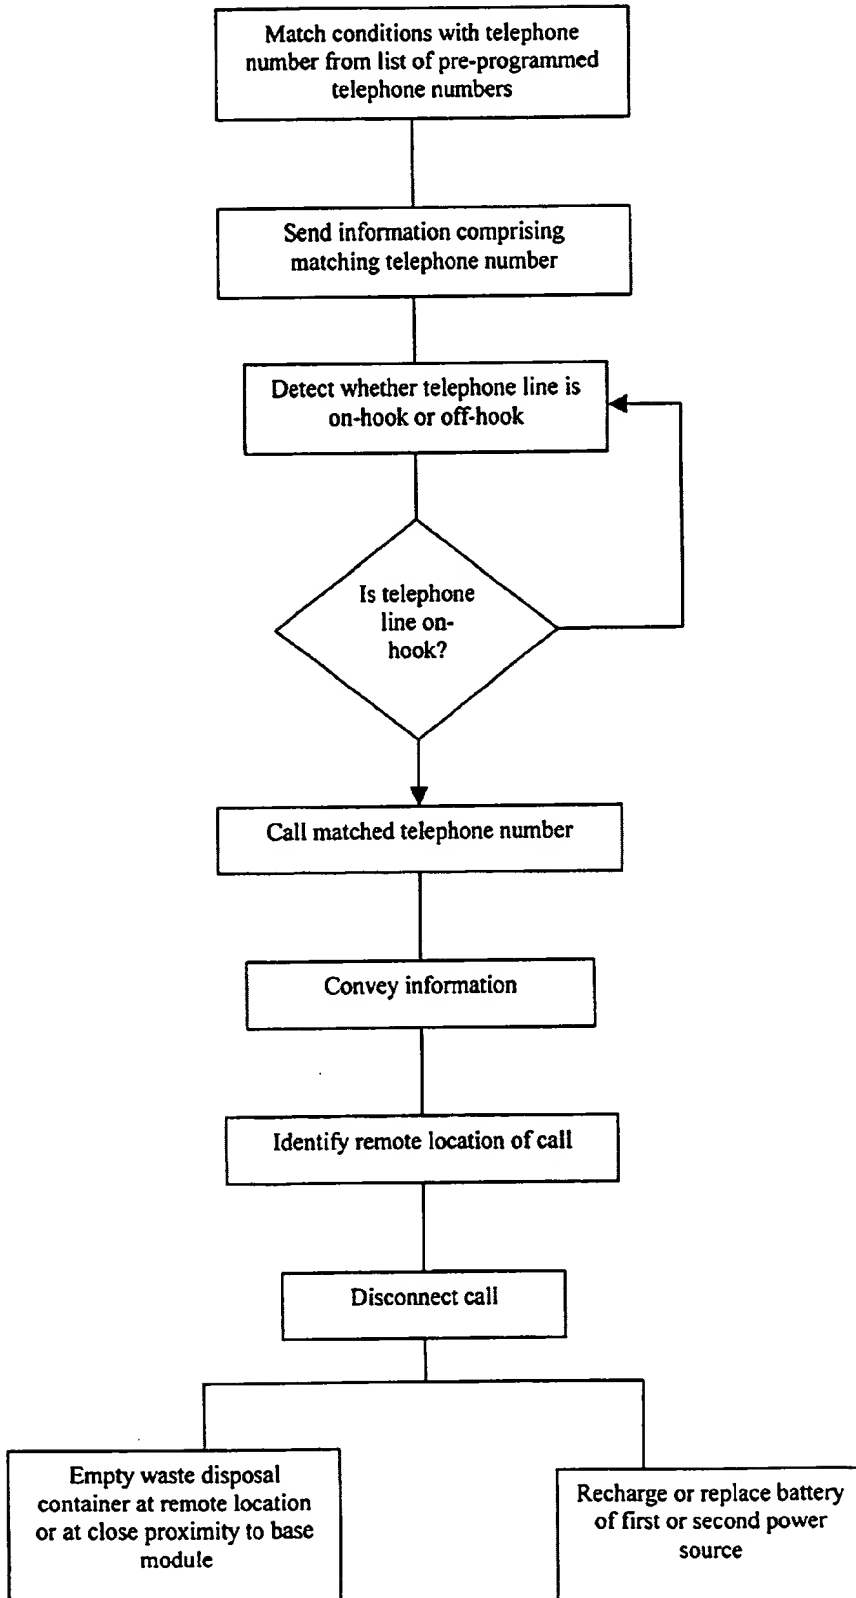 Match conditions with telephone
number from list of pre-programmed
telephone numbers
Send information comprising
matching telephone number
Detect whether telephone line is
on-hook or off-hook
Is telephone
line on-
hook?
Call matched telephone number
Convey information
Identify remote location of call
Disconnect call
Empty waste disposal
container at remote location
or at close proximity to base
module
Recharge or replace battery
of first or second power
source